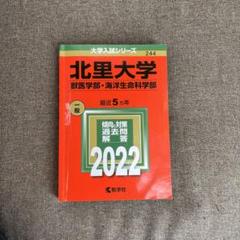 大学入試シリーズ
244
北里大学
獣医学部・海洋生命科学部
最近5カ年
一般
傾向と対策
過去問
解答
2022
教学社